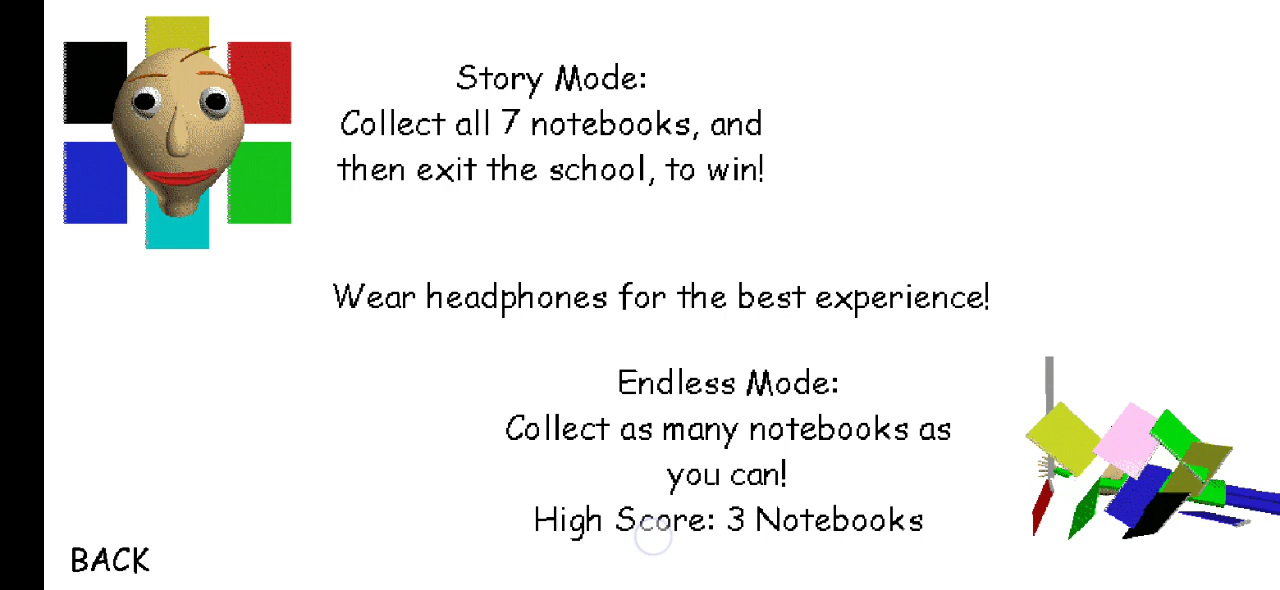 Story Mode:
Collect all 7 notebooks, and
then exit the school, to win!
Wear headphones for the best experience!
Endless Mode:
Collect as many notebooks as
you can!
High Score: 3 Notebooks
BACK